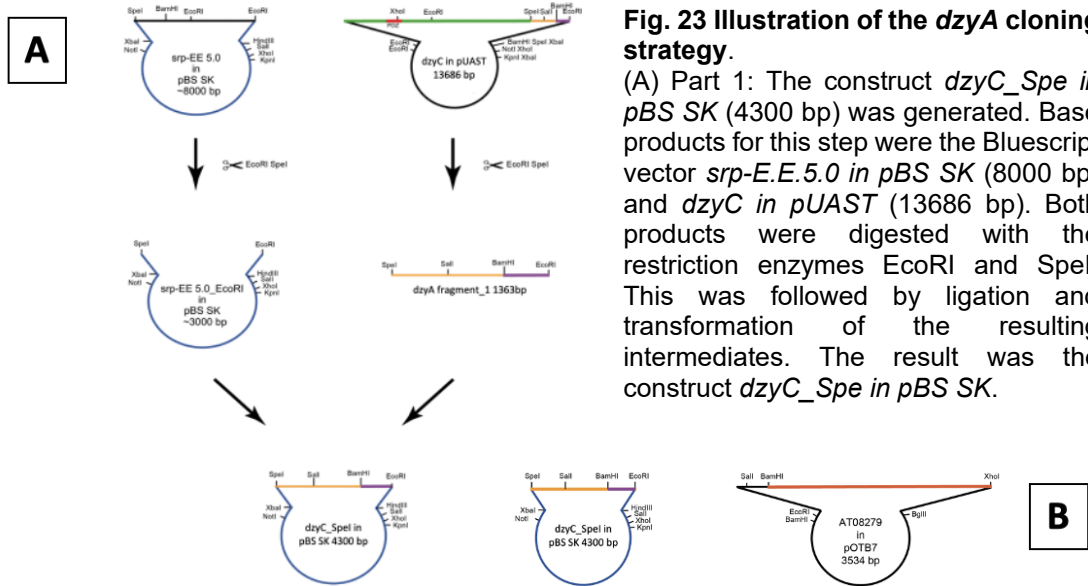 A
SpeI BamHI EcoRI EcoRI
XbaI
NotI
HindIII
SalI
XhoI
KpnI
srp-EE 5.0
in
pBS SK
~8000 bp
XhoI EcoRI SpeI SalI BamHI EcoRI
EcoRI
EcoRI
BamHI SpeI XbaI
NotI XhoI
KpnI XbaI
dzyC in pUAST
13686 bp
EcoRI SpeI
EcoRI SpeI
SpeI EcoRI
XbaI
NotI
HindIII
SalI
XhoI
KpnI
srp-EE 5.0_EcoRI
in
pBS SK
~3000 bp
SpeI SalI BamHI EcoRI
dzyA fragment_1 1363bp
SpeI SalI BamHI EcoRI
XbaI
NotI
HindIII
SalI
XhoI
KpnI
dzyC_SpeI in
pBS SK 4300 bp
SpeI SalI BamHI EcoRI
XbaI
NotI
HindIII
SalI
XhoI
KpnI
dzyC_SpeI in
pBS SK 4300 bp
SalI BamHI XhoI
EcoRI
BamHI
BglII
AT08279
in
pOTB7
3534 bp
B
Fig. 23 Illustration of the dzyA cloning
strategy.
(A) Part 1: The construct dzyC_Spe in
pBS SK (4300 bp) was generated. Base
products for this step were the Bluescrip
vector srp-E.E.5.0 in pBS SK (8000 bp
and dzyC in pUAST (13686 bp). Both
products were digested with the
restriction enzymes EcoRI and SpeI
This was followed by ligation and
transformation of the resulting
intermediates. The result was the
construct dzyC_Spe in pBS SK.